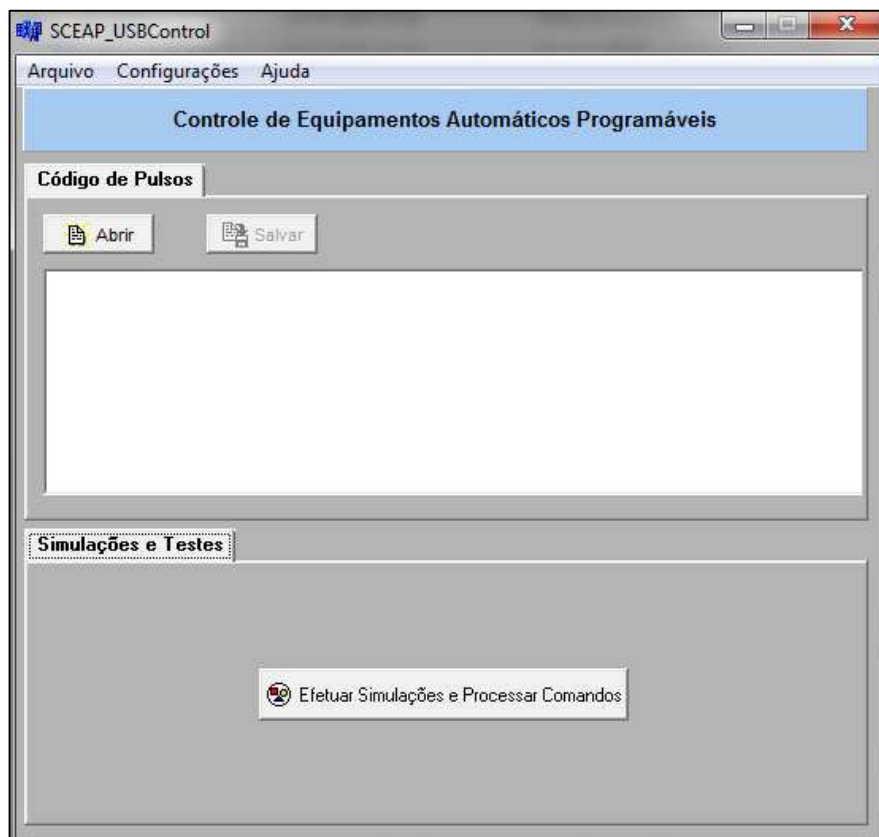 SCEAP_USBControl
Arquivo Configurações Ajuda
Controle de Equipamentos Automáticos Programáveis
Código de Pulsos
Abrir Salvar
Simulações e Testes
Efetuar Simulações e Processar Comandos